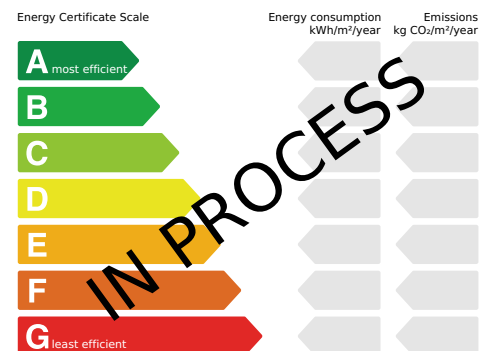 Energy Certificate Scale
Energy consumption
kWh/m²/year
Emissions
kg CO₂/m²/year
A most efficient
B
C
D
E
F
G least efficient
IN PROCESS